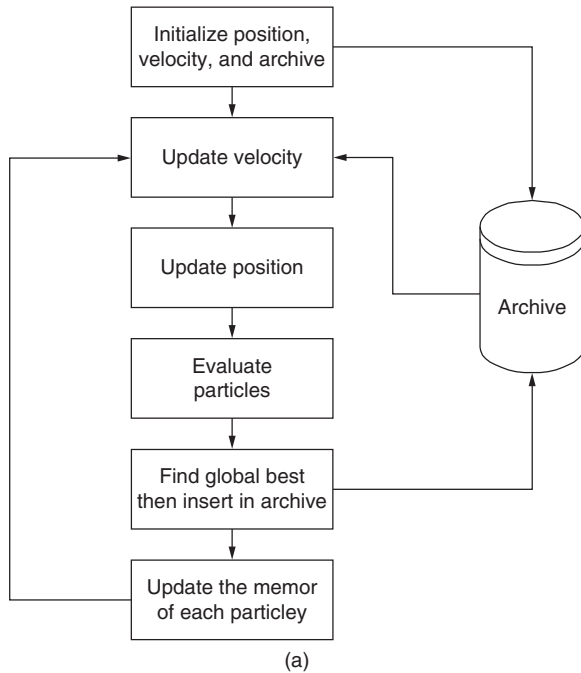 Initialize position,
velocity, and archive
Update velocity
Update position
Archive
Evaluate
particles
Find global best
then insert in archive
Update the memor
of each particley
(a)